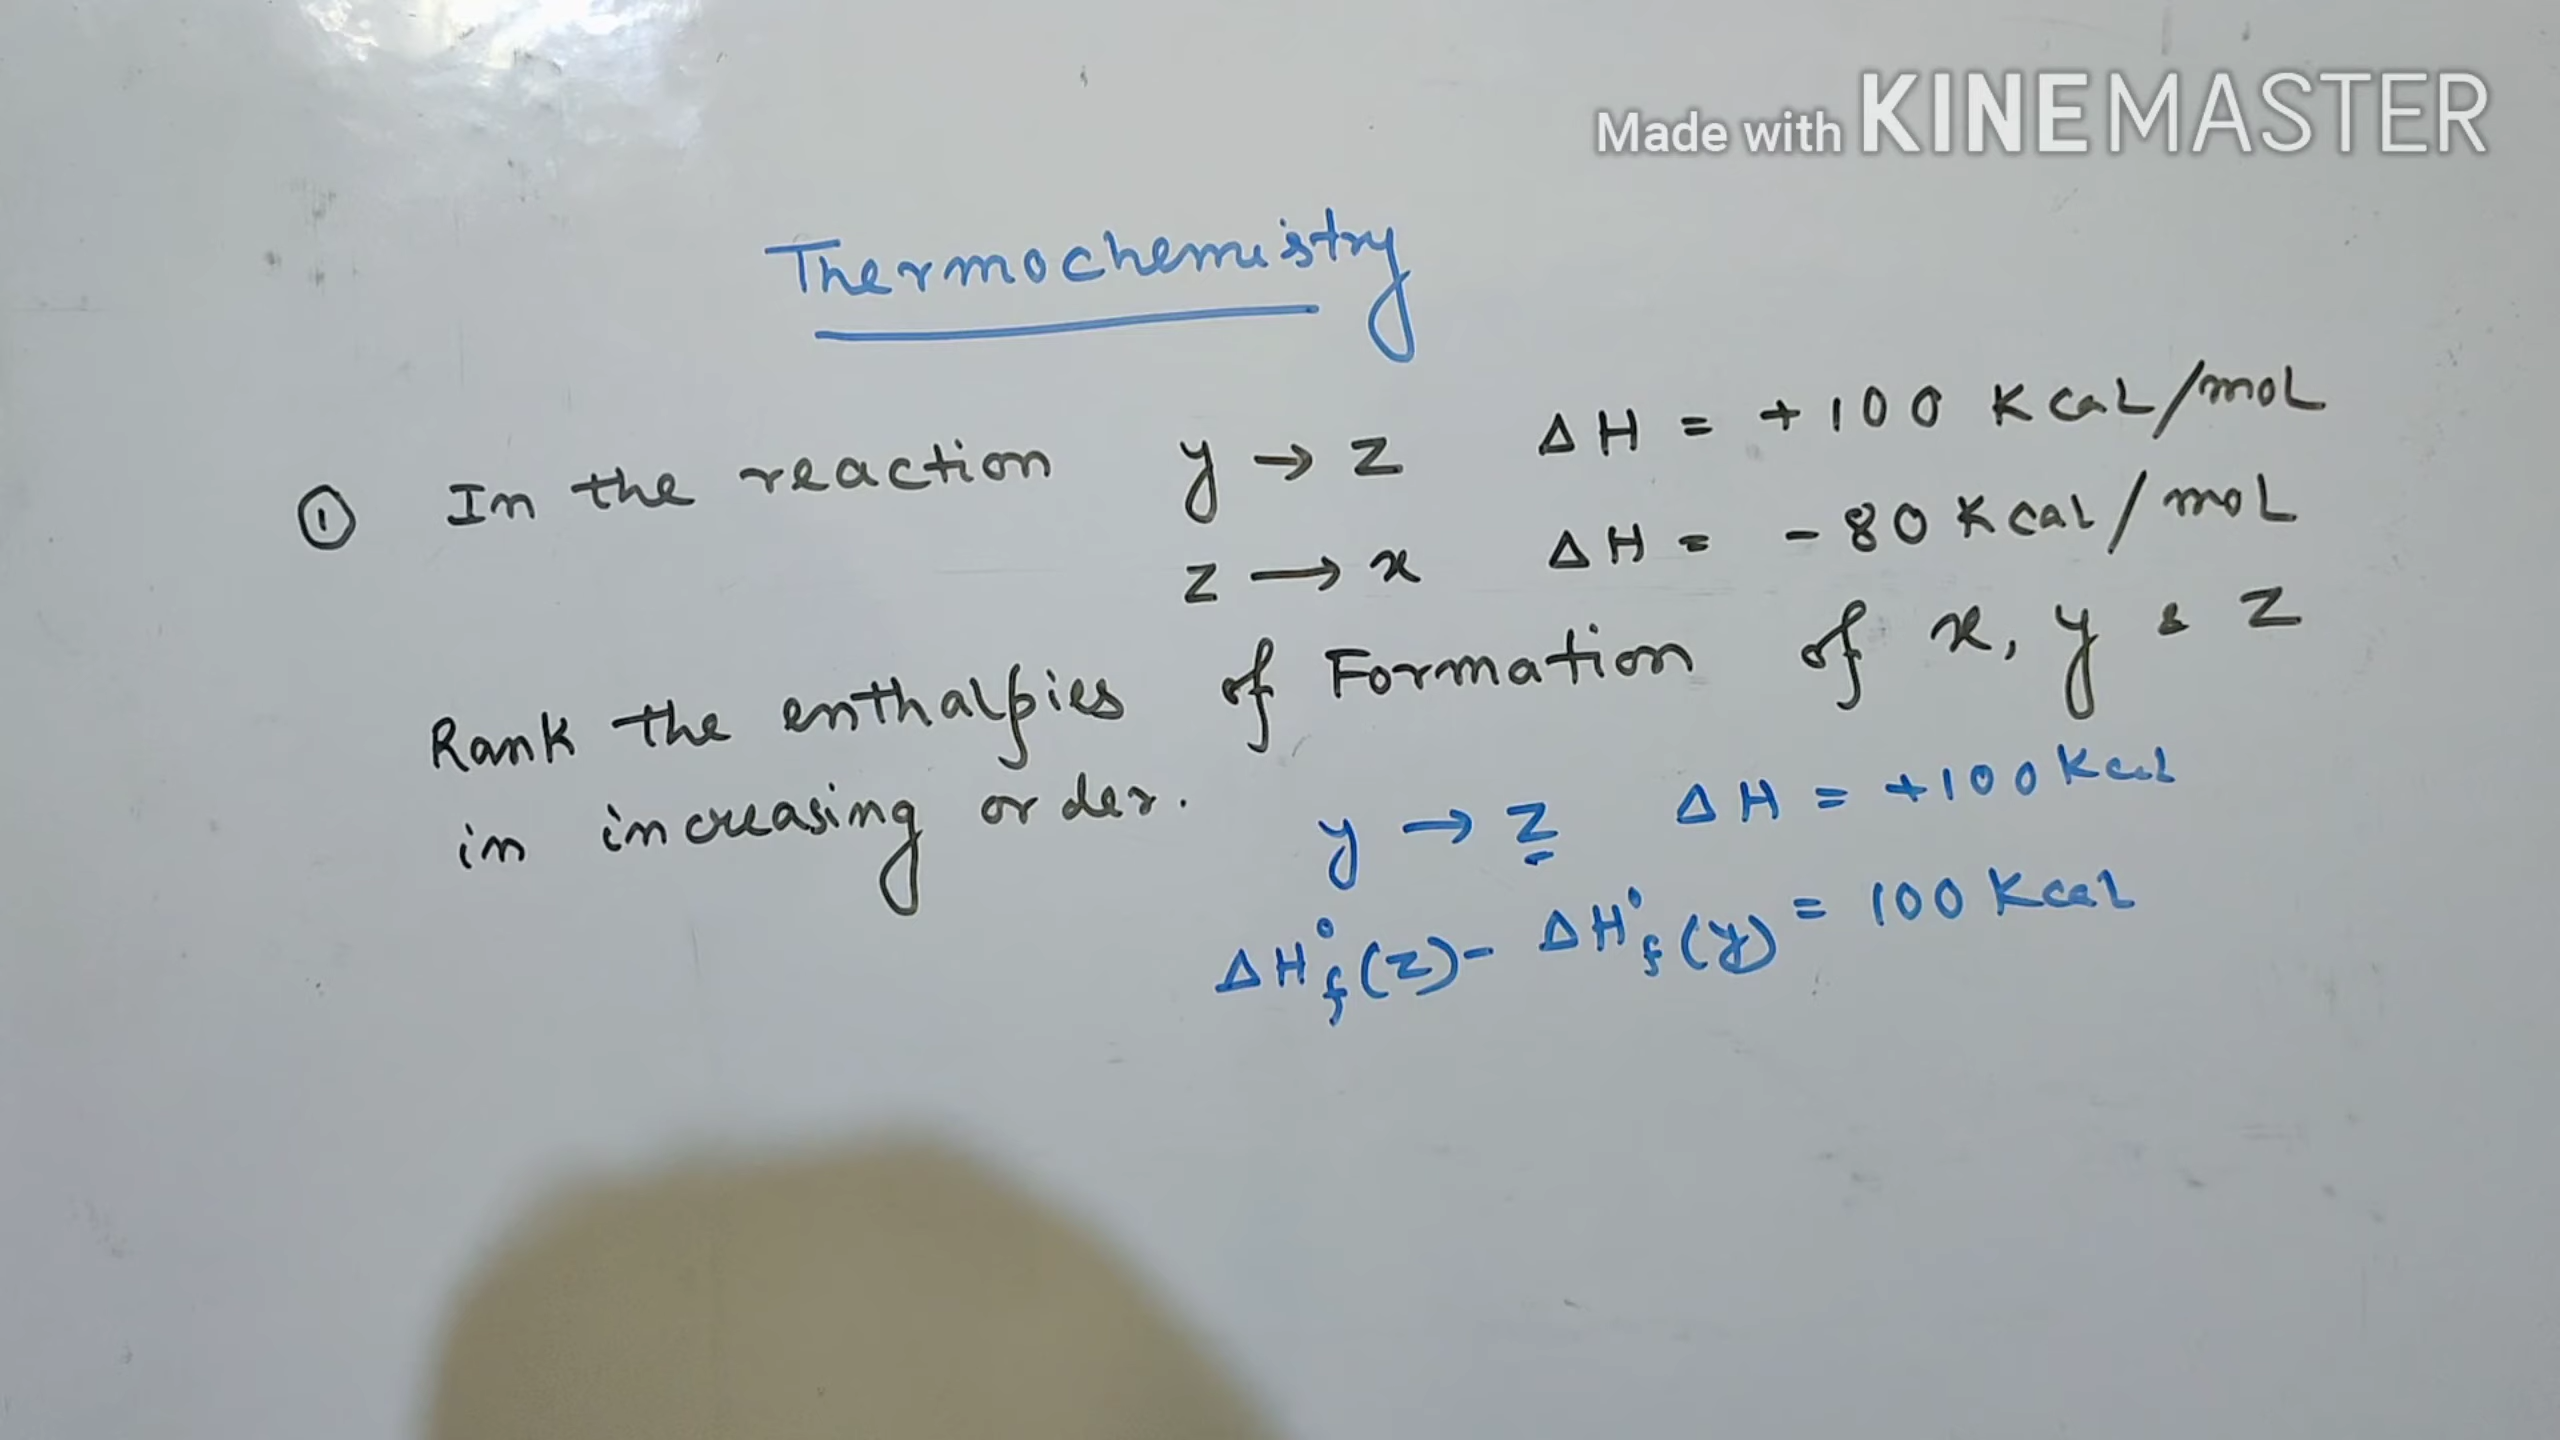 Made with KINEMASTER
Thermochemistry
① In the reaction y → z ΔH = +100 Kcal/mol
z → x ΔH = -80 Kcal/mol
Rank the enthalpies of Formation of x, y & z
in increasing order.
y → z ΔH = +100 Kcal
ΔH°f(z) - ΔH°f(y) = 100 Kcal